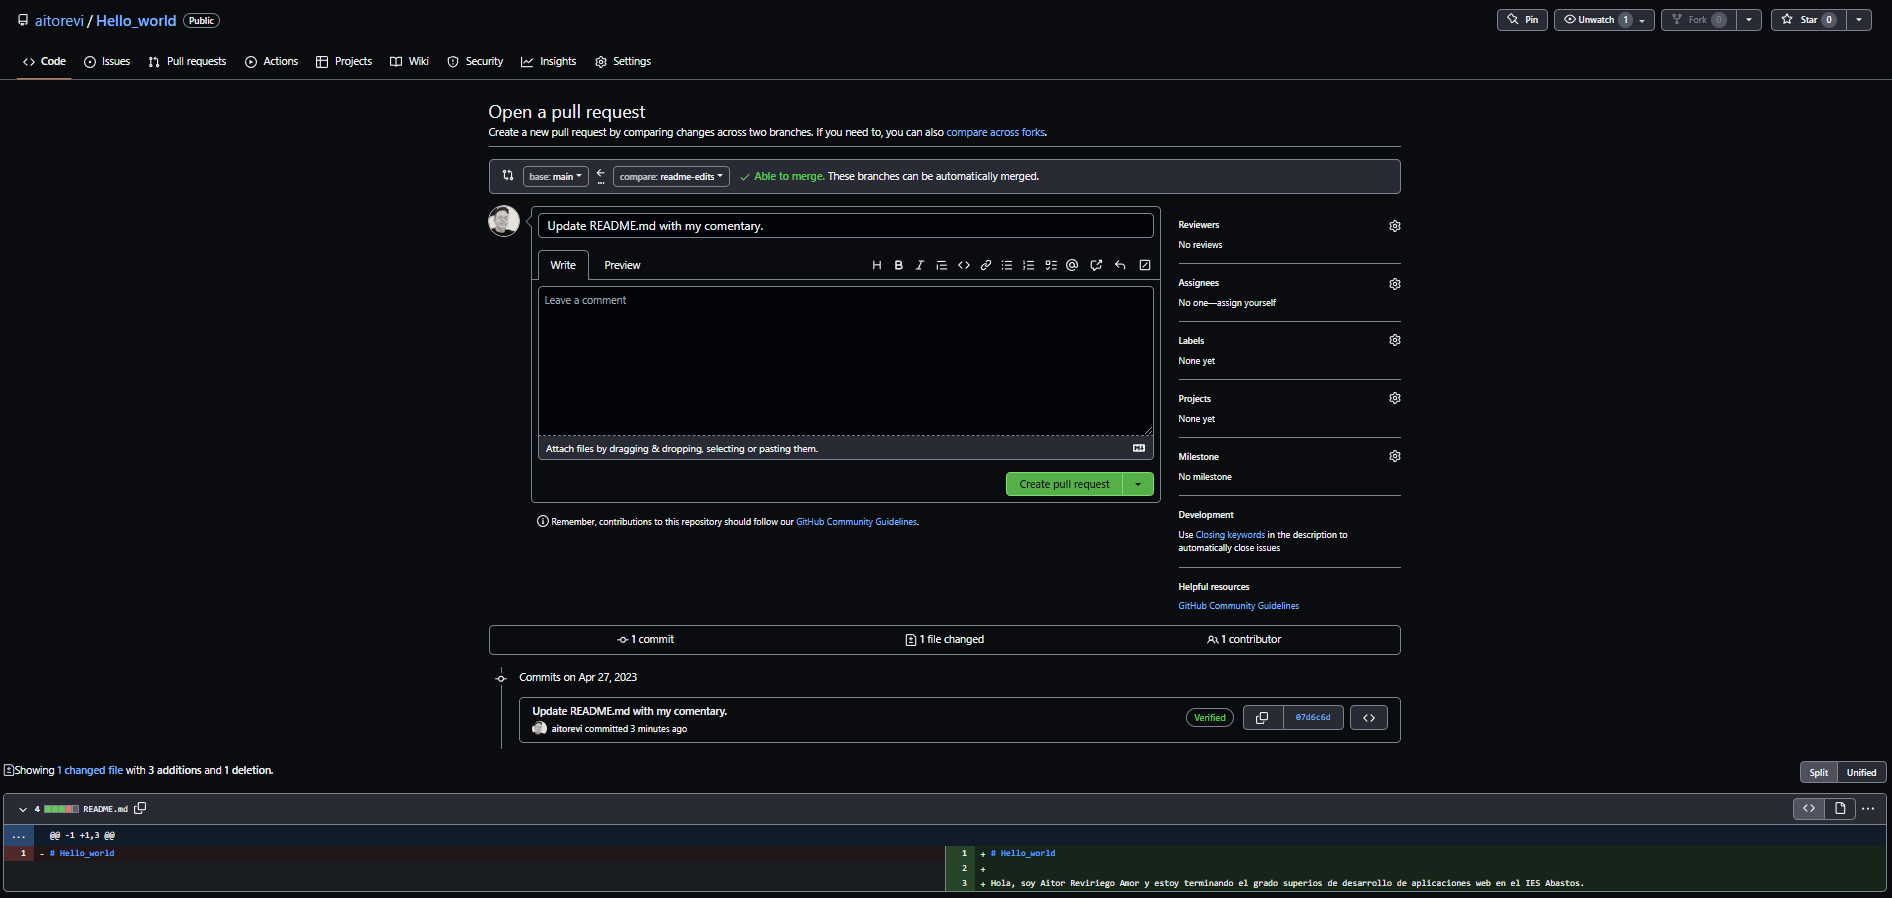 aitorevi / Hello_world Public
Pin
Unwatch 1
Fork 0
Star 0
Code
Issues
Pull requests
Actions
Projects
Wiki
Security
Insights
Settings
Open a pull request
Create a new pull request by comparing changes across two branches. If you need to, you can also compare across forks.
base: main
...
compare: readme-edits
Able to merge. These branches can be automatically merged.
Update README.md with my comentary.
Write
Preview
Leave a comment
Attach files by dragging & dropping, selecting or pasting them.
Create pull request
Remember, contributions to this repository should follow our GitHub Community Guidelines.
Reviewers
No reviews
Assignees
No one—assign yourself
Labels
None yet
Projects
None yet
Milestone
No milestone
Development
Use Closing keywords in the description to
automatically close issues
Helpful resources
GitHub Community Guidelines
1 commit
1 file changed
1 contributor
Commits on Apr 27, 2023
Update README.md with my comentary.
aitorevi committed 3 minutes ago
Verified
07d6c6d
Showing 1 changed file with 3 additions and 1 deletion.
Split
Unified
4 README.md
... @@ -1 +1,3 @@
1 - # Hello_world
1 + # Hello_world
2 +
3 + Hola, soy Aitor Reviriego Amor y estoy terminando el grado superios de desarrollo de aplicaciones web en el IES Abastos.